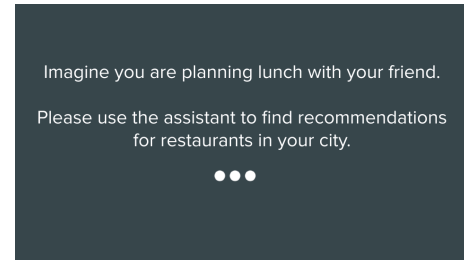 Imagine you are planning lunch with your friend.
Please use the assistant to find recommendations
for restaurants in your city.